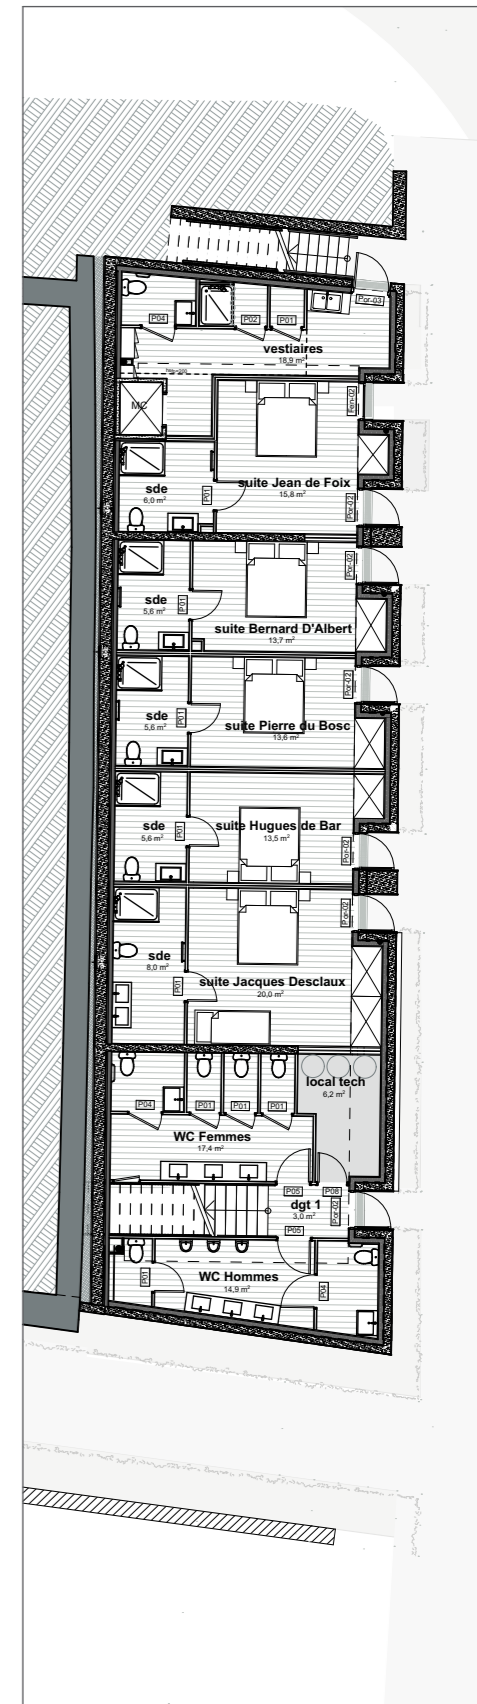 Por-03
P04
P02
P01
vestiaires
18,9 m²
MC
Fen-02
suite Jean de Foix
15,8 m²
sde
6,0 m²
P01
Por-02
Por-02
sde
5,6 m²
P01
suite Bernard D'Albert
13,7 m²
Por-02
sde
5,6 m²
P01
suite Pierre du Bosc
13,6 m²
sde
5,6 m²
P01
suite Hugues de Bar
13,5 m²
Por-02
Por-02
sde
8,0 m²
P01
suite Jacques Desclaux
20,0 m²
local tech
6,2 m²
P04
P01
P01
P01
WC Femmes
17,4 m²
P05
P08
dgt 1
3,0 m²
Por-02
P05
WC Hommes
14,9 m²
P01
P04